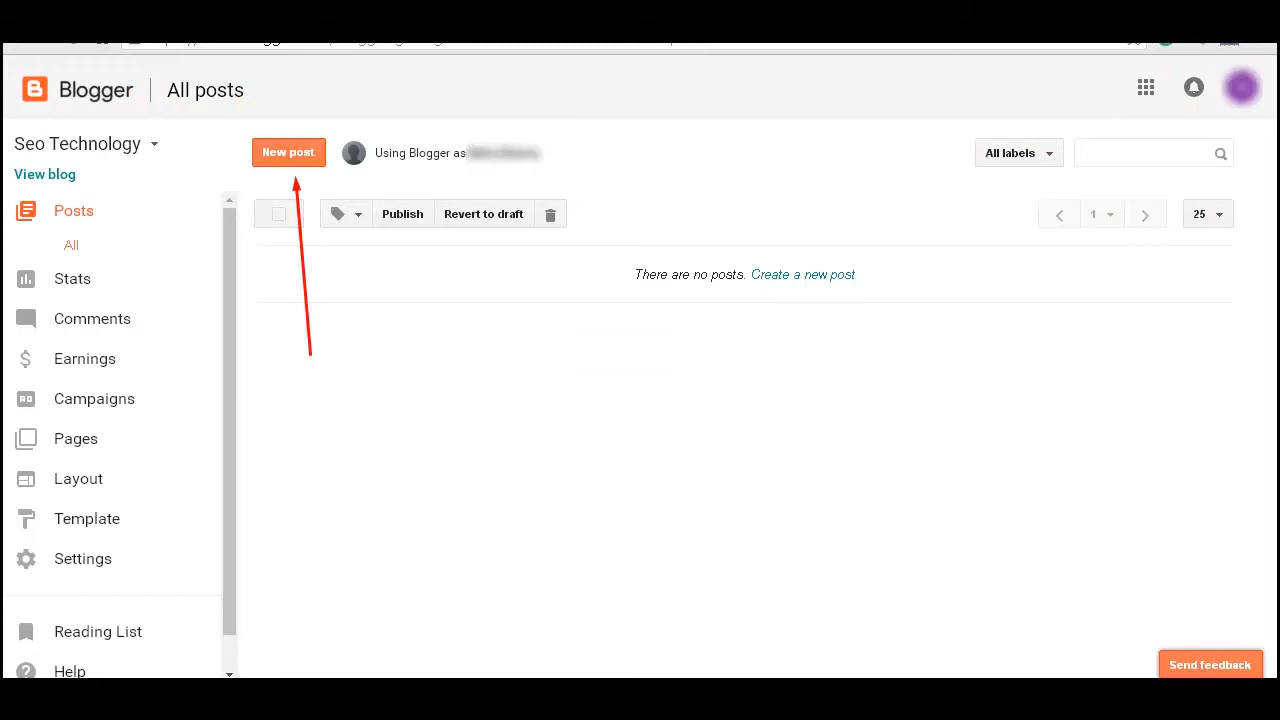 Blogger All posts
Seo Technology
View blog
New post Using Blogger as All labels
Posts
All
Stats
Comments
Earnings
Campaigns
Pages
Layout
Template
Settings
Reading List
Help
Publish Revert to draft 1 25
There are no posts. Create a new post
Send feedback